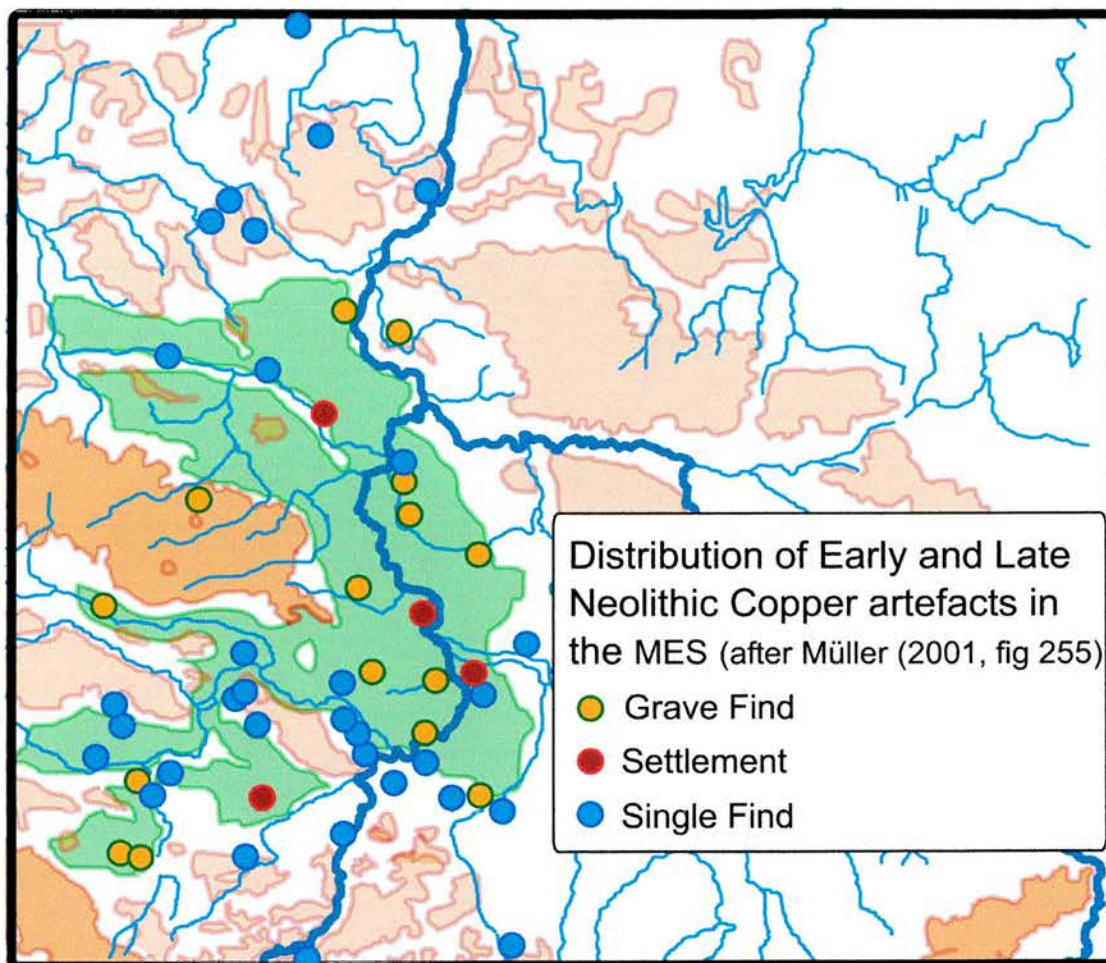 Distribution of Early and Late
Neolithic Copper artefacts in
the MES (after Müller (2001, fig 255)
Grave Find
Settlement
Single Find